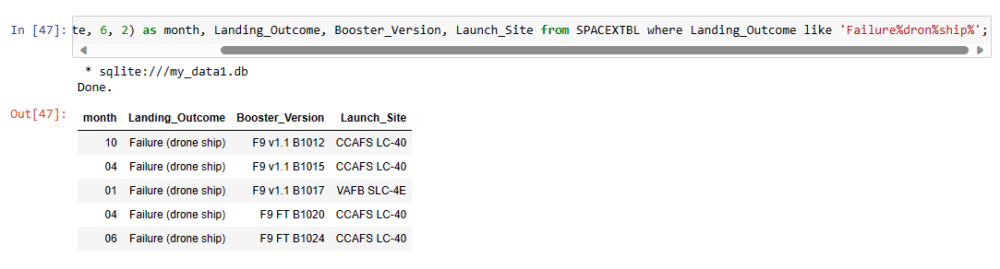 In [47]: te, 6, 2) as month, Landing_Outcome, Booster_Version, Launch_Site from SPACEXTBL where Landing_Outcome like 'Failure%dron%ship%';
* sqlite:///my_data1.db
Done.
Out[47]:
month Landing_Outcome Booster_Version Launch_Site
10 Failure (drone ship) F9 v1.1 B1012 CCAFS LC-40
04 Failure (drone ship) F9 v1.1 B1015 CCAFS LC-40
01 Failure (drone ship) F9 v1.1 B1017 VAFB SLC-4E
04 Failure (drone ship) F9 FT B1020 CCAFS LC-40
06 Failure (drone ship) F9 FT B1024 CCAFS LC-40